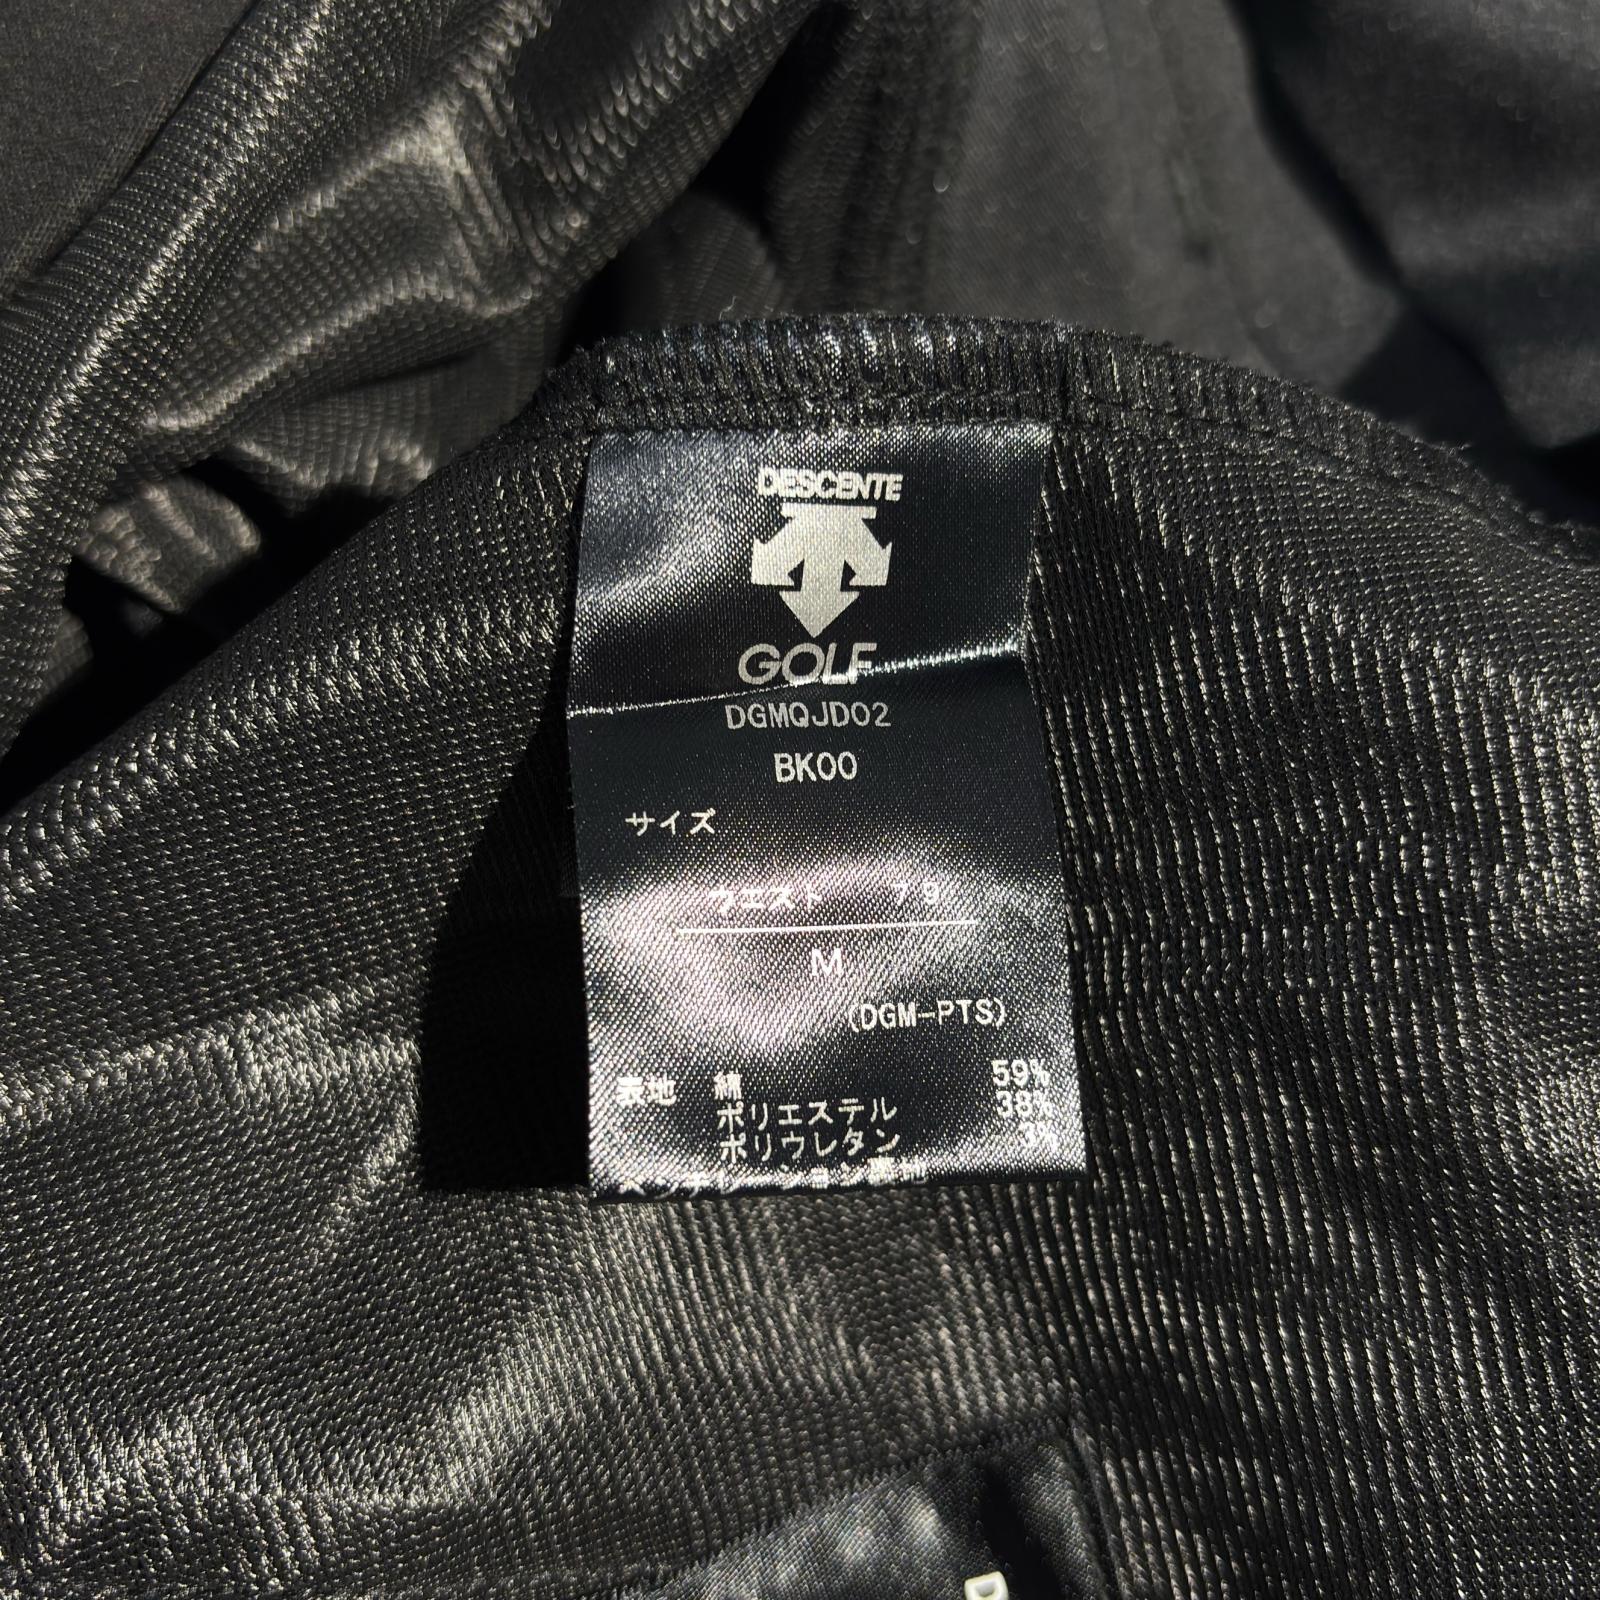 DESCENTE
GOLF
DGMQJD02
BK00
サイズ
ウエスト 79
M
(DGM-PTS)
表地 綿 59%
ポリエステル 38%
ポリウレタン 3%
D